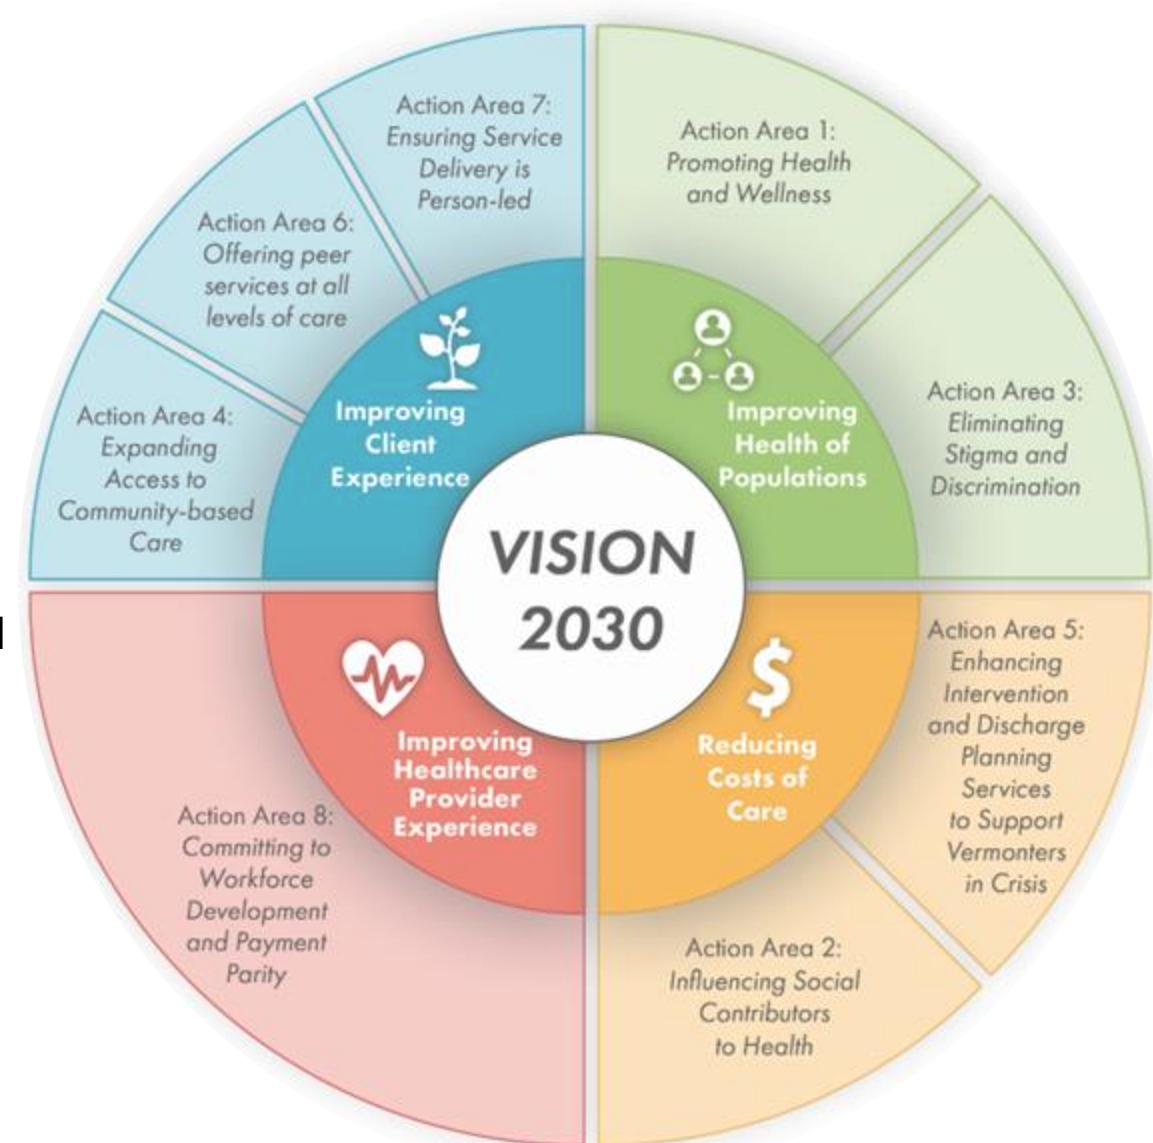 Action Area 7:
Ensuring Service
Delivery is
Person-led
Action Area 1:
Promoting Health
and Wellness
Action Area 6:
Offering peer
services at all
levels of care
Action Area 3:
Eliminating
Stigma and
Discrimination
Action Area 4:
Expanding
Access to
Community-based
Care
Improving
Client
Experience
Improving
Health of
Populations
VISION
2030
Improving
Healthcare
Provider
Experience
Reducing
Costs of
Care
Action Area 5:
Enhancing
Intervention
and Discharge
Planning
Services
to Support
Vermonters
in Crisis
Action Area 8:
Committing to
Workforce
Development
and Payment
Parity
Action Area 2:
Influencing Social
Contributors
to Health